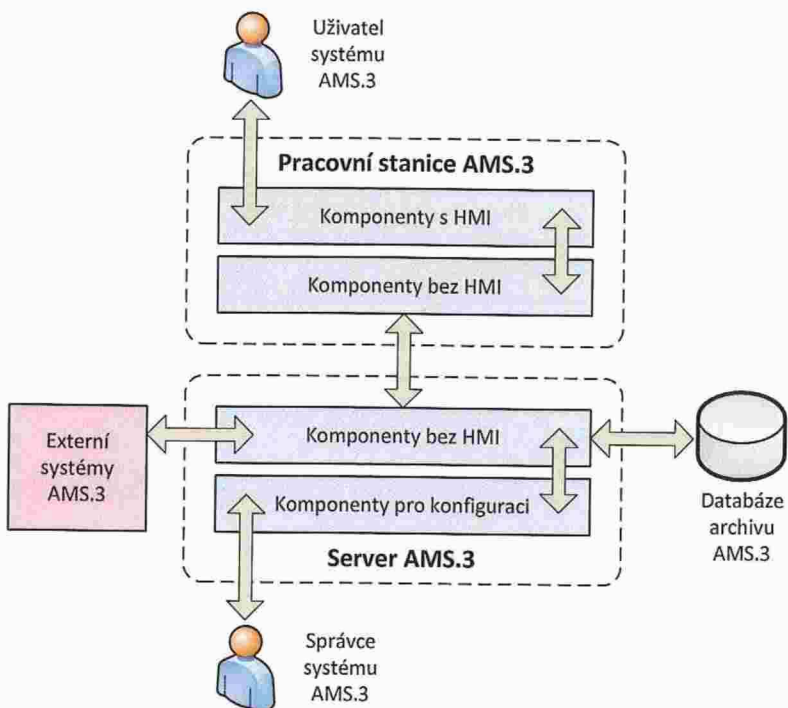 Uživatel
systému
AMS.3
Pracovní stanice AMS.3
Komponenty s HMI
Komponenty bez HMI
Externí
systémy
AMS.3
Komponenty bez HMI
Komponenty pro konfiguraci
Server AMS.3
Databáze
archivu
AMS.3
Správce
systému
AMS.3